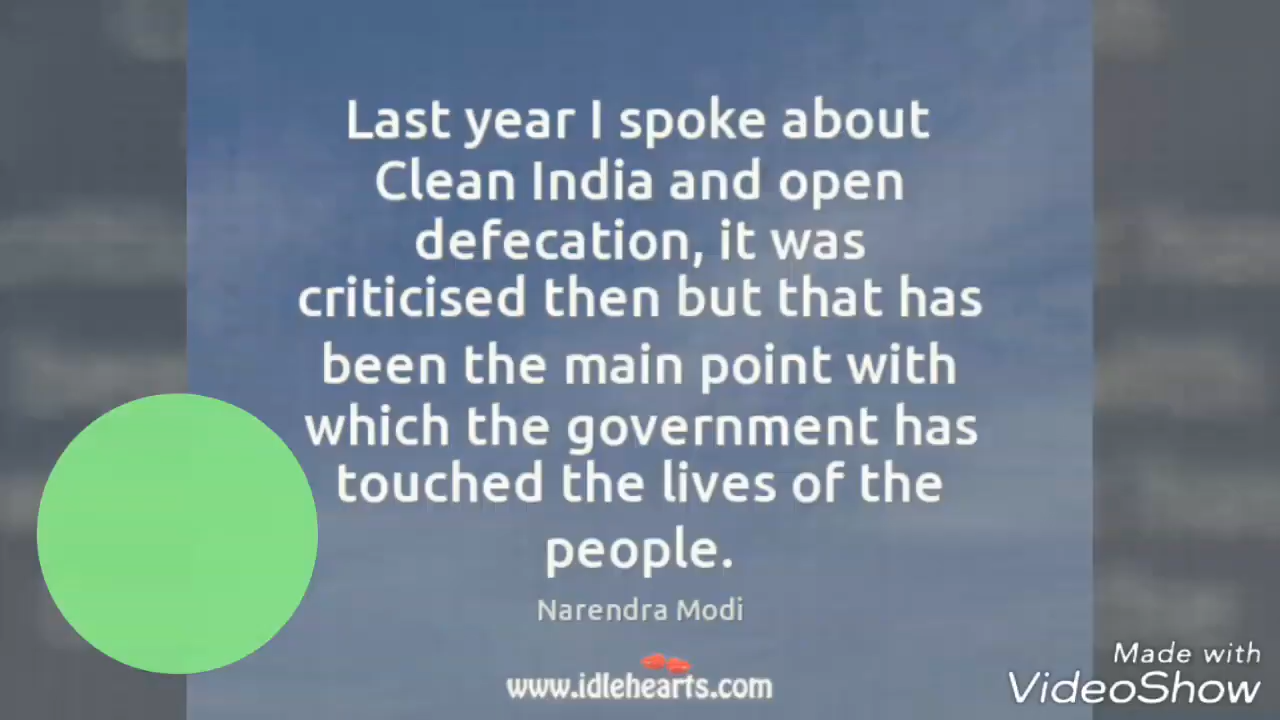 Last year I spoke about
Clean India and open
defecation, it was
criticised then but that has
been the main point with
which the government has
touched the lives of the
people.
Narendra Modi
www.idlehearts.com
Made with
VideoShow